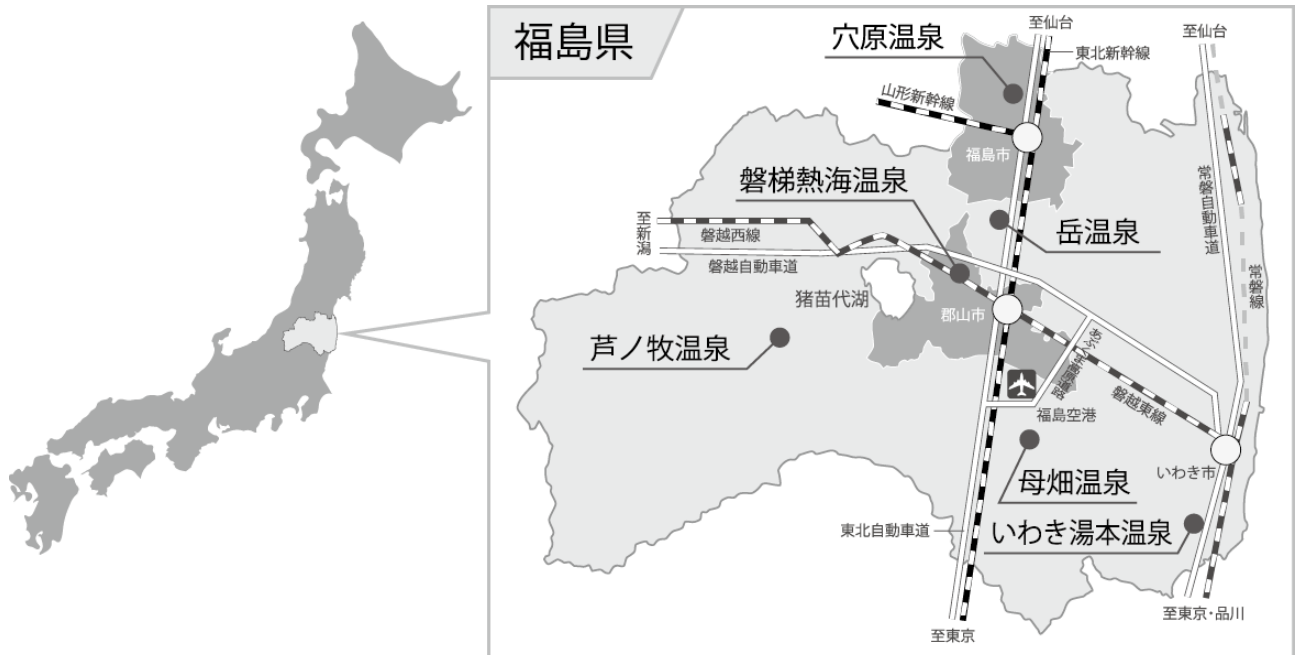 福島県
穴原温泉
至仙台
東北新幹線
至仙台
山形新幹線
福島市
磐梯熱海温泉
常磐自動車道
至新潟
磐越西線
岳温泉
磐越自動車道
常磐線
猪苗代湖
郡山市
芦ノ牧温泉
あぶくま高原道路
磐越東線
福島空港
母畑温泉
いわき市
東北自動車道
いわき湯本温泉
至東京
至東京・品川